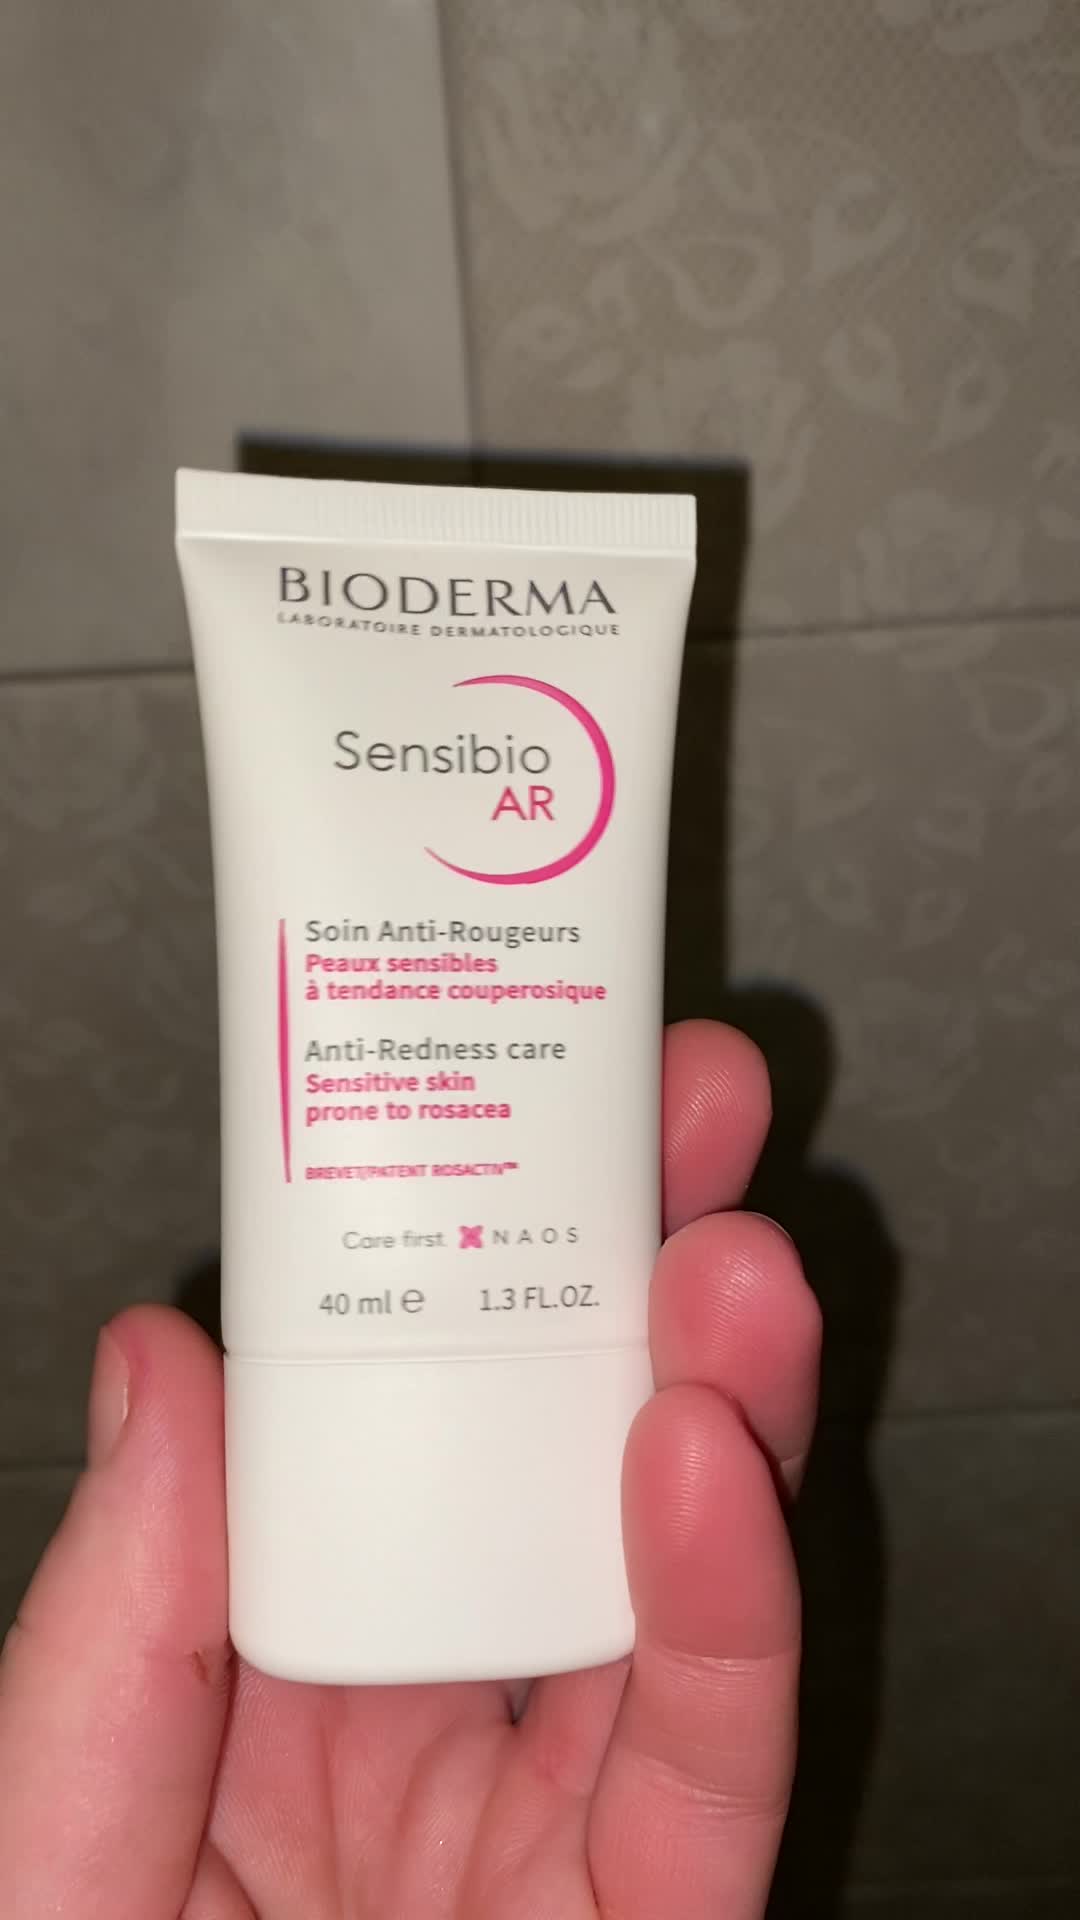 BIODERMA
LABORATOIRE DERMATOLOGIQUE
Sensibio
AR
Soin Anti-Rougeurs
Peaux sensibles
à tendance couperosique
Anti-Redness care
Sensitive skin
prone to rosacea
BREVET/PATENT ROSACTIV™
Care first NAOS
40 ml e 1.3 FL.OZ.